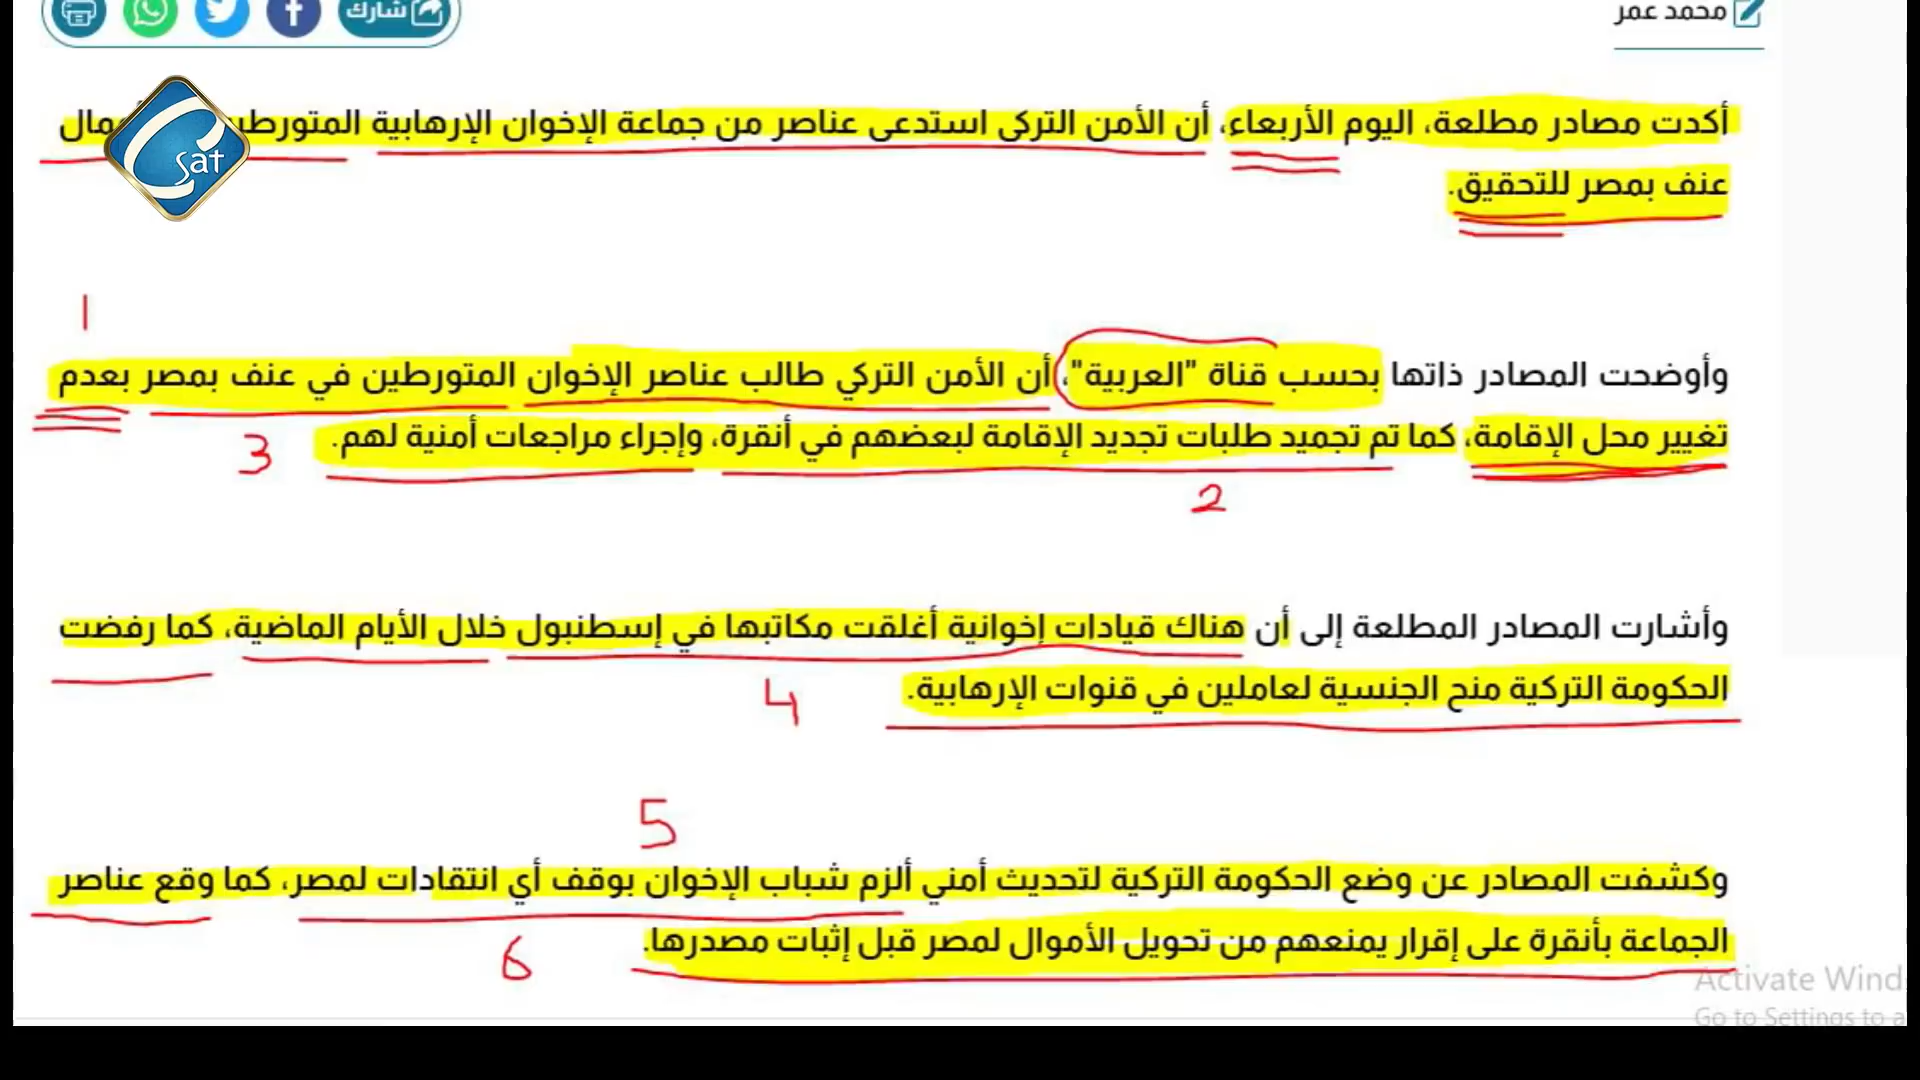 محمد عمر
شارك
أكدت مصادر مطلعة، اليوم الأربعاء، أن الأمن التركى استدعى عناصر من جماعة الإخوان الإرهابية
عنف بمصر للتحقيق.
sat
1
وأوضحت المصادر ذاتها بحسب قناة "العربية"، أن الأمن التركي طالب عناصر الإخوان المتورطين في عنف بمصر بعدم
تغيير محل الإقامة، كما تم تجميد طلبات تجديد الإقامة لبعضهم في أنقرة، وإجراء مراجعات أمنية لهم.
3
2
وأشارت المصادر المطلعة إلى أن هناك قيادات إخوانية أغلقت مكاتبها في إسطنبول خلال الأيام الماضية، كما رفضت
الحكومة التركية منح الجنسية لعاملين في قنوات الإرهابية.
4
5
وكشفت المصادر عن وضع الحكومة التركية لتحديث أمني ألزم شباب الإخوان بوقف أي انتقادات لمصر، كما وقع عناصر
الجماعة بأنقرة على إقرار يمنعهم من تحويل الأموال لمصر قبل إثبات مصدرها.
6
Activate Wind
Go to Settings to a